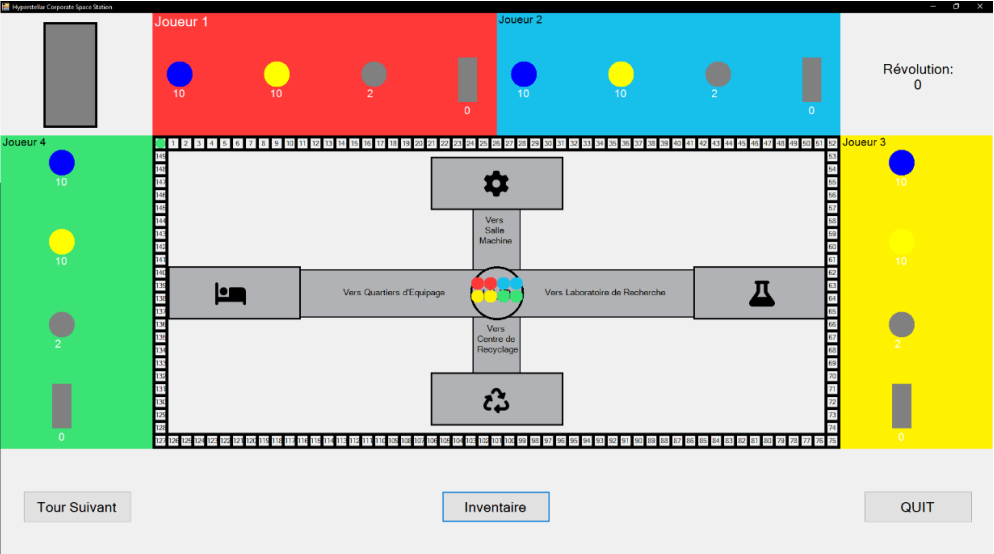 Hyperstellar Corporate Space Station
Joueur 1
10 10 2 0
Joueur 2
10 10 2 0
Révolution:
0
Joueur 4
10
10
2
0
Joueur 3
10
10
2
0
1 2 3 4 5 6 7 8 9 10 11 12 13 14 15 16 17 18 19 20 21 22 23 24 25 26 27 28 29 30 31 32 33 34 35 36 37 38 39 40 41 42 43 44 45 46 47 48 49 50 51 52
149 53
148 54
147 55
146 56
145 57
144 58
143 59
142 60
141 61
140 62
139 63
138 64
137 65
136 66
135 67
134 68
133 69
132 70
131 71
130 72
129 73
128 74
127 126 125 124 123 122 121 120 119 118 117 116 115 114 113 112 111 110 109 108 107 106 105 104 103 102 101 100 99 98 97 96 95 94 93 92 91 90 89 88 87 86 85 84 83 82 81 80 79 78 77 76 75
Vers
Salle
Machine
Vers Quartiers d'Equipage
Vers Laboratoire de Recherche
Vers
Centre de
Recyclage
Tour Suivant
Inventaire
QUIT